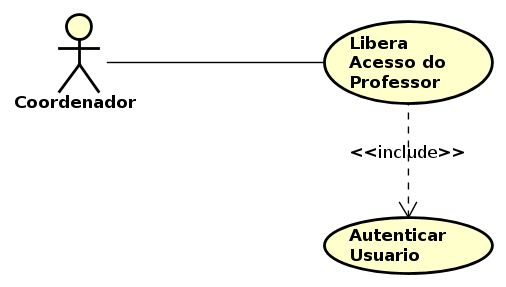 Libera
Acesso do
Professor
Coordenador
<<include>>
Autenticar
Usuario